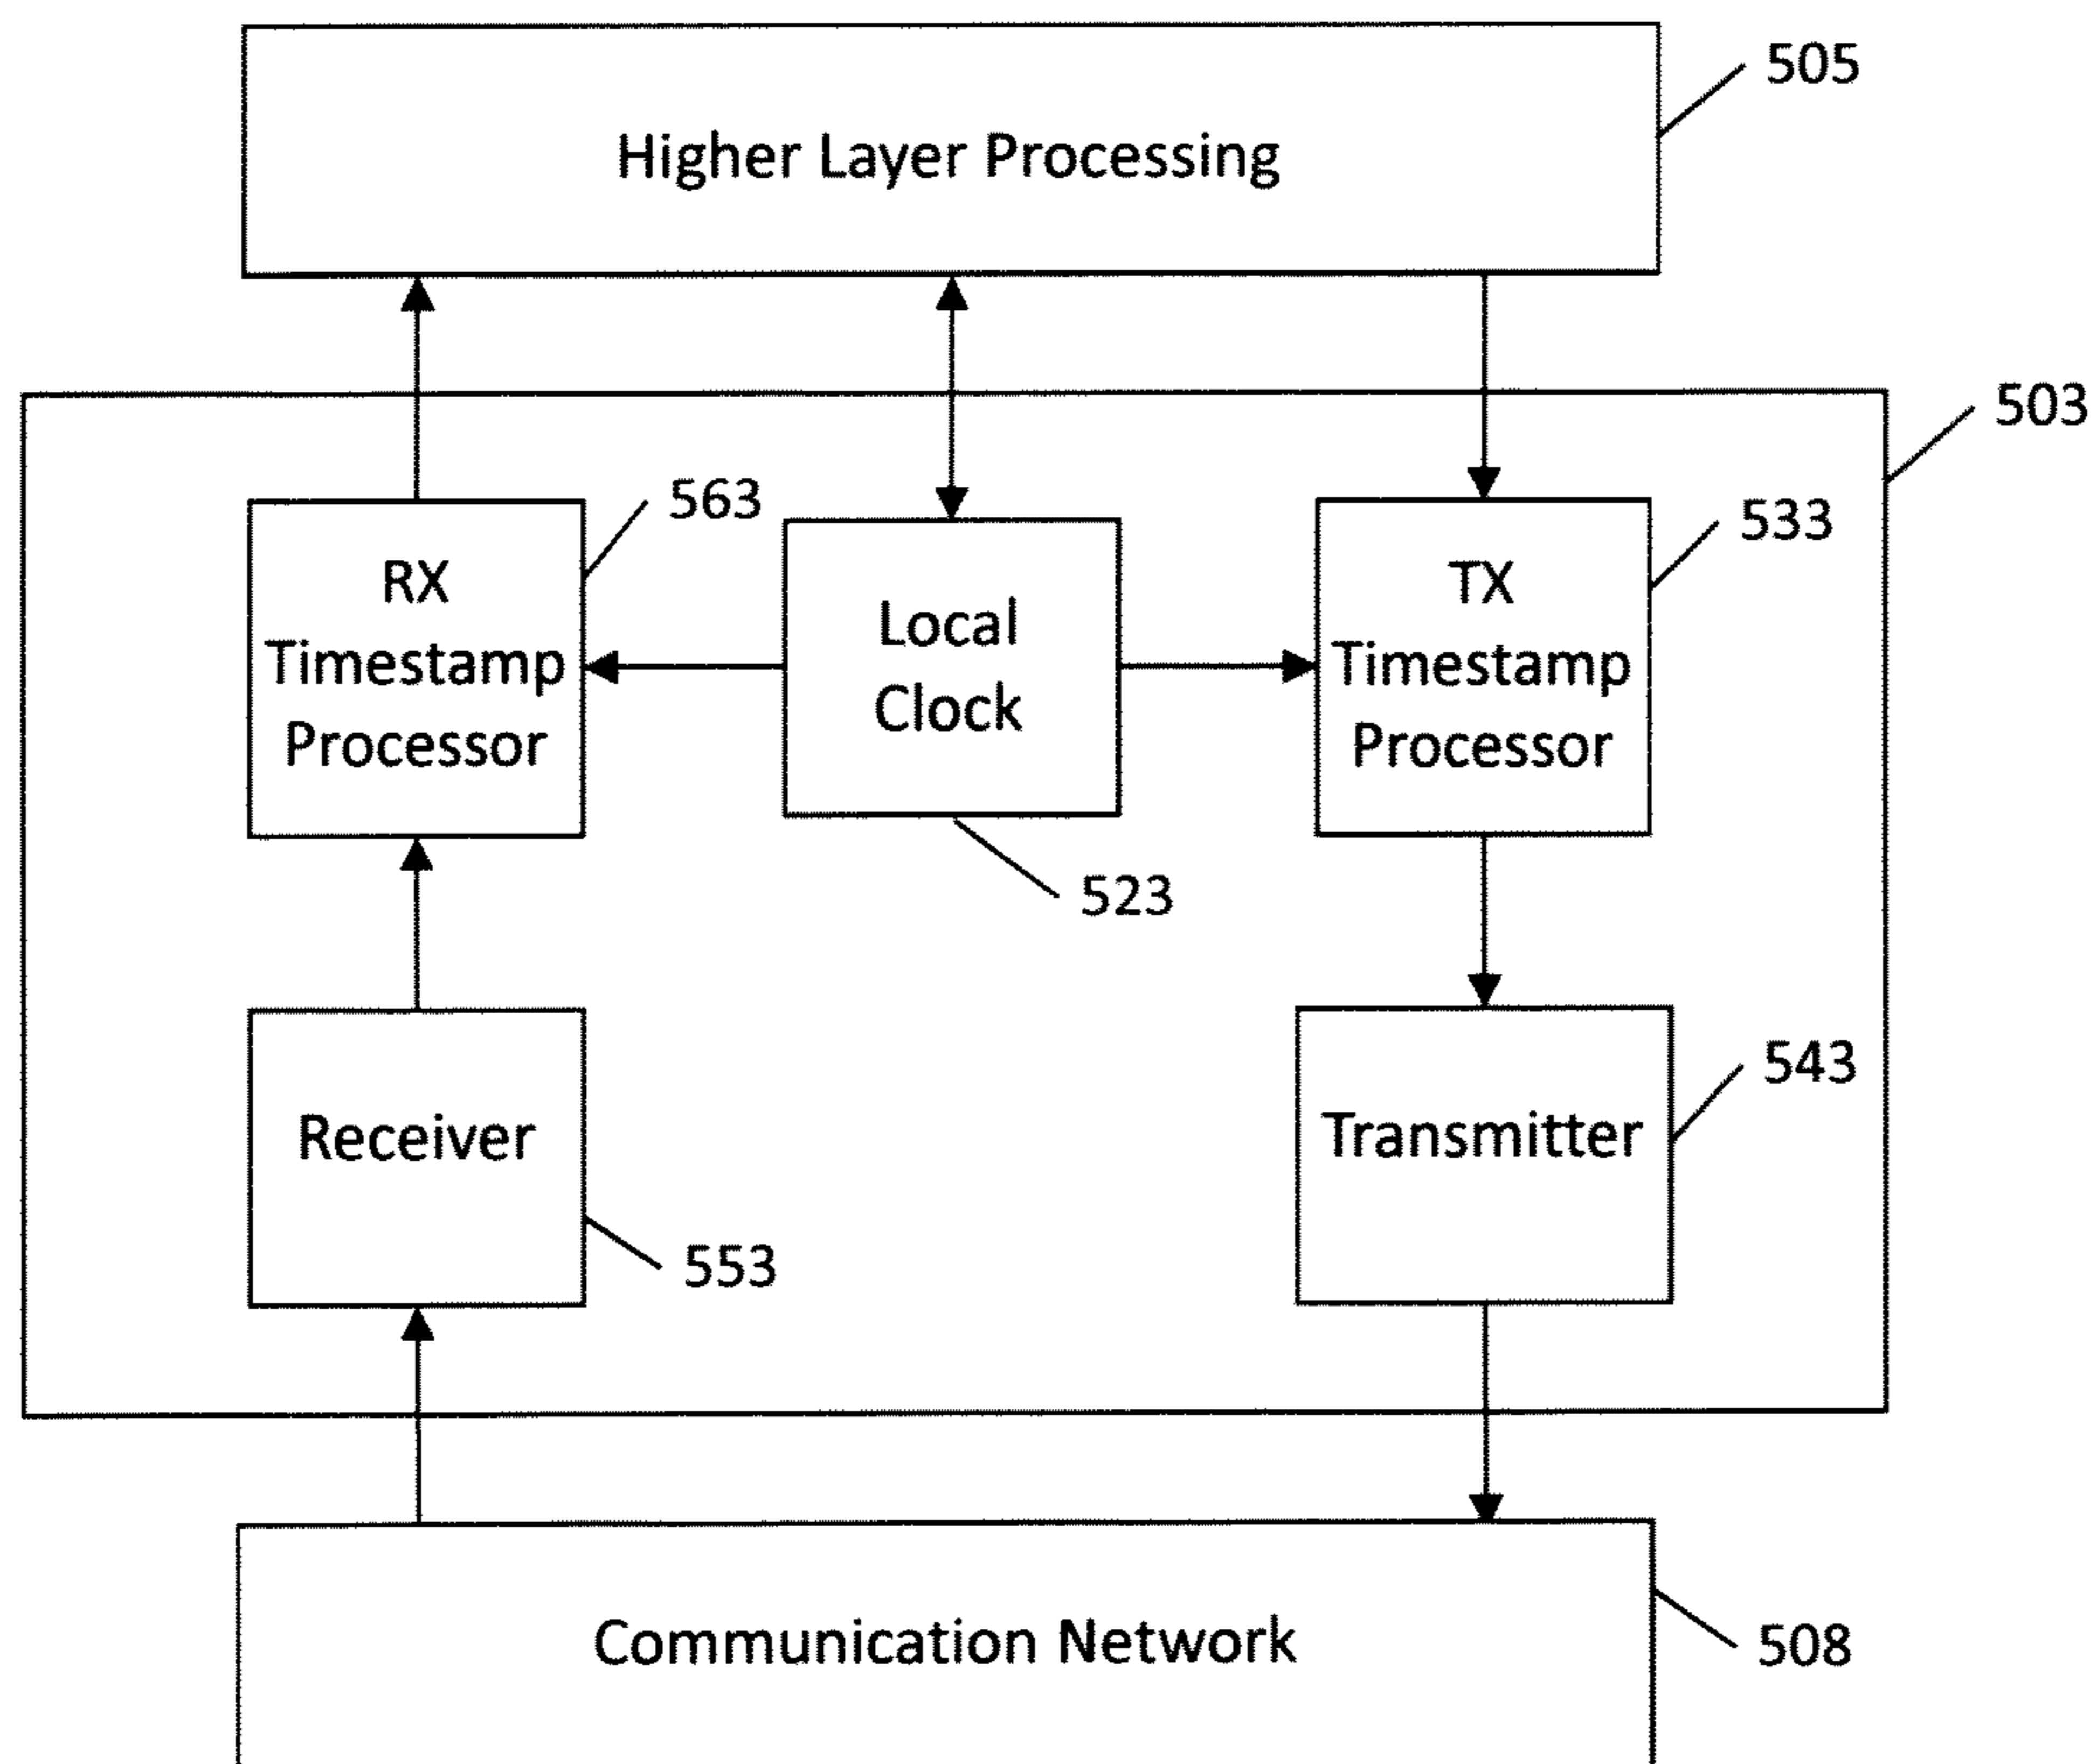 505
Higher Layer Processing
503
563
533
RX
Timestamp
Processor
Local
Clock
TX
Timestamp
Processor
523
543
Receiver
Transmitter
553
Communication Network
508